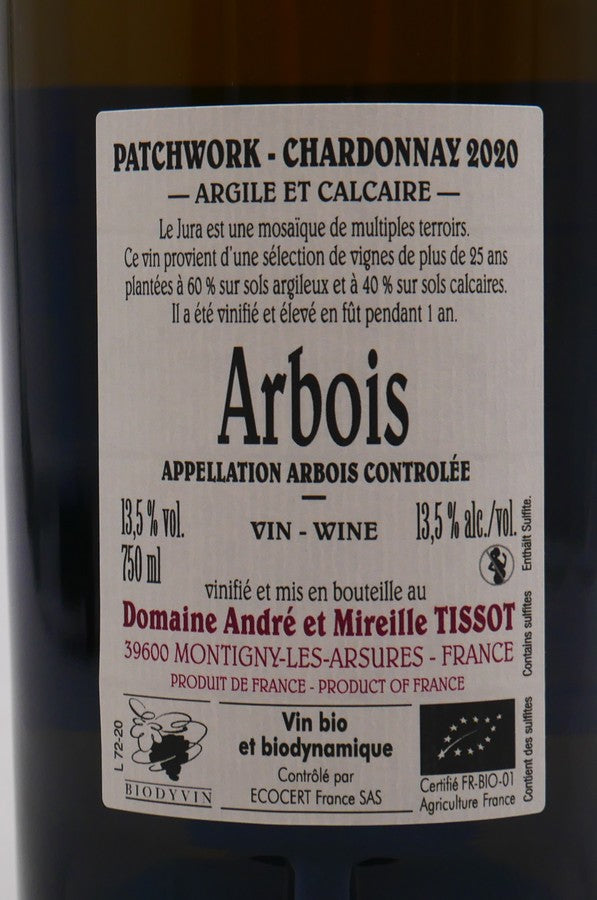 PATCHWORK - CHARDONNAY 2020
— ARGILE ET CALCAIRE —
Le Jura est une mosaïque de multiples terroirs.
Ce vin provient d'une sélection de vignes de plus de 25 ans
plantées à 60 % sur sols argileux et à 40 % sur sols calcaires.
Il a été vinifié et élevé en fût pendant 1 an.
Arbois
APPELLATION ARBOIS CONTROLÉE
13,5 % vol.
750 ml
VIN - WINE
13,5 % alc./vol.
vinifié et mis en bouteille au
Domaine André et Mireille TISSOT
39600 MONTIGNY-LES-ARSURES - FRANCE
PRODUIT DE FRANCE - PRODUCT OF FRANCE
L 72-20
BIODYVIN
Vin bio
et biodynamique
Contrôlé par
ECOCERT France SAS
Certifié FR-BIO-01
Agriculture France
Contient des sulfites Contains sulfites Enthält Sulfite.